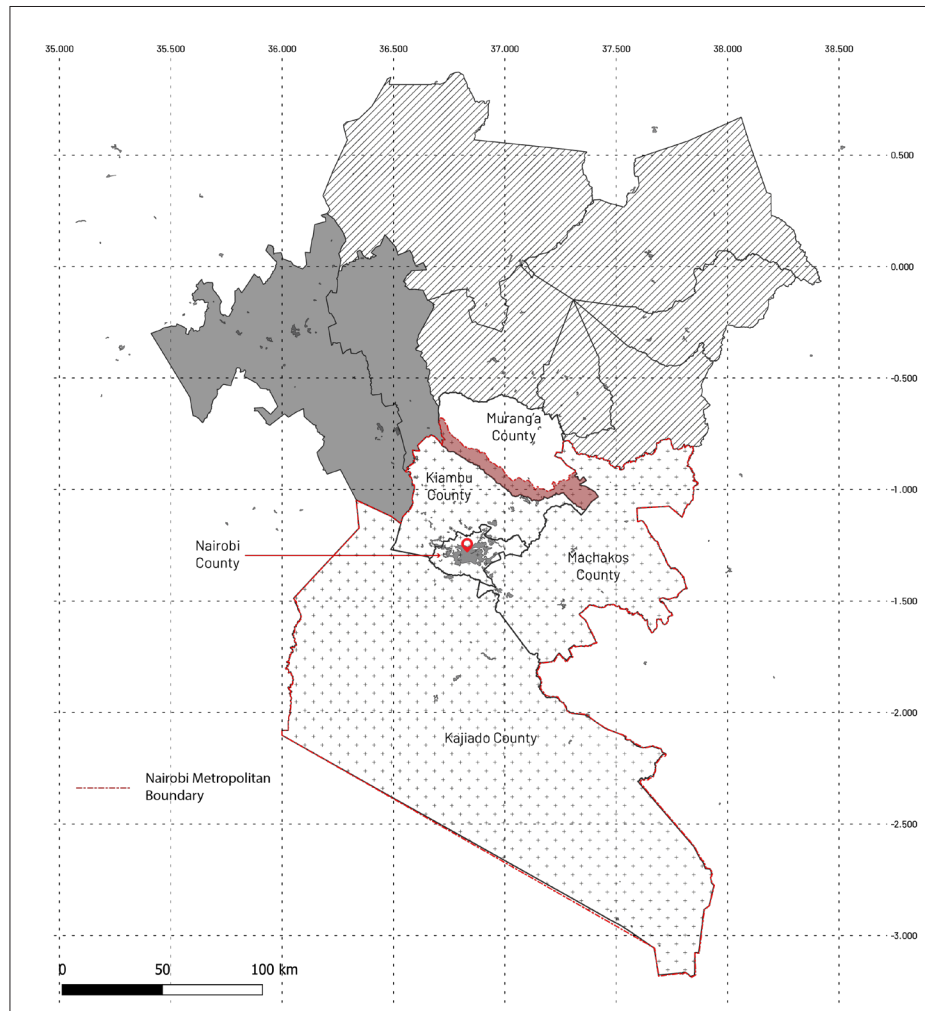 35.000
35.500
36.000
36.500
37.000
37.500
38.000
38.500
0.500
0.000
-0.500
Murang'a
County
Kiambu
County
-1.000
Nairobi
County
Machakos
County
-1.500
-2.000
Kajiado County
Nairobi Metropolitan
Boundary
-2.500
-3.000
0
50
100 km